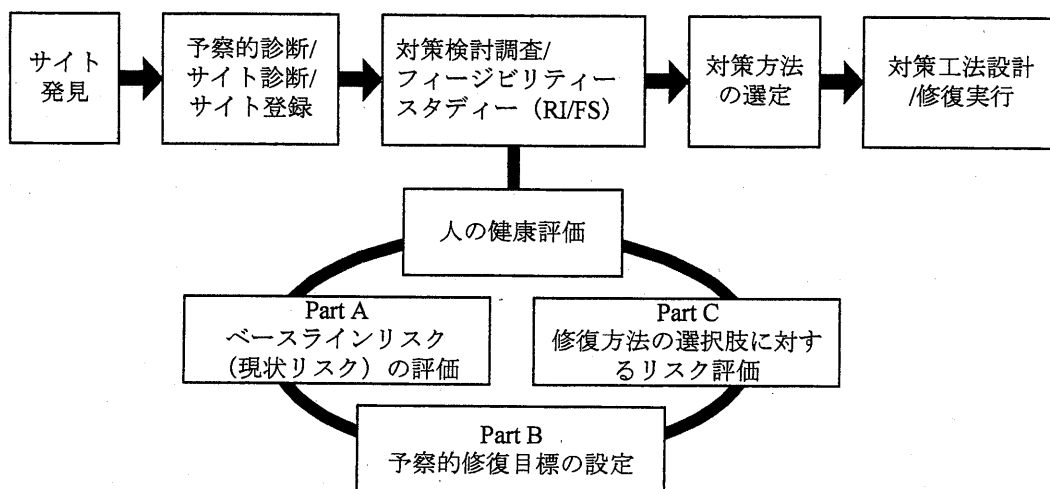 サイト
発見
予察的診断/
サイト診断/
サイト登録
対策検討調査/
フィージビリティー
スタディー（RI/FS）
対策方法
の選定
対策工法設計
/修復実行
人の健康評価
Part A
ベースラインリスク
（現状リスク）の評価
Part C
修復方法の選択肢に対す
るリスク評価
Part B
予察的修復目標の設定